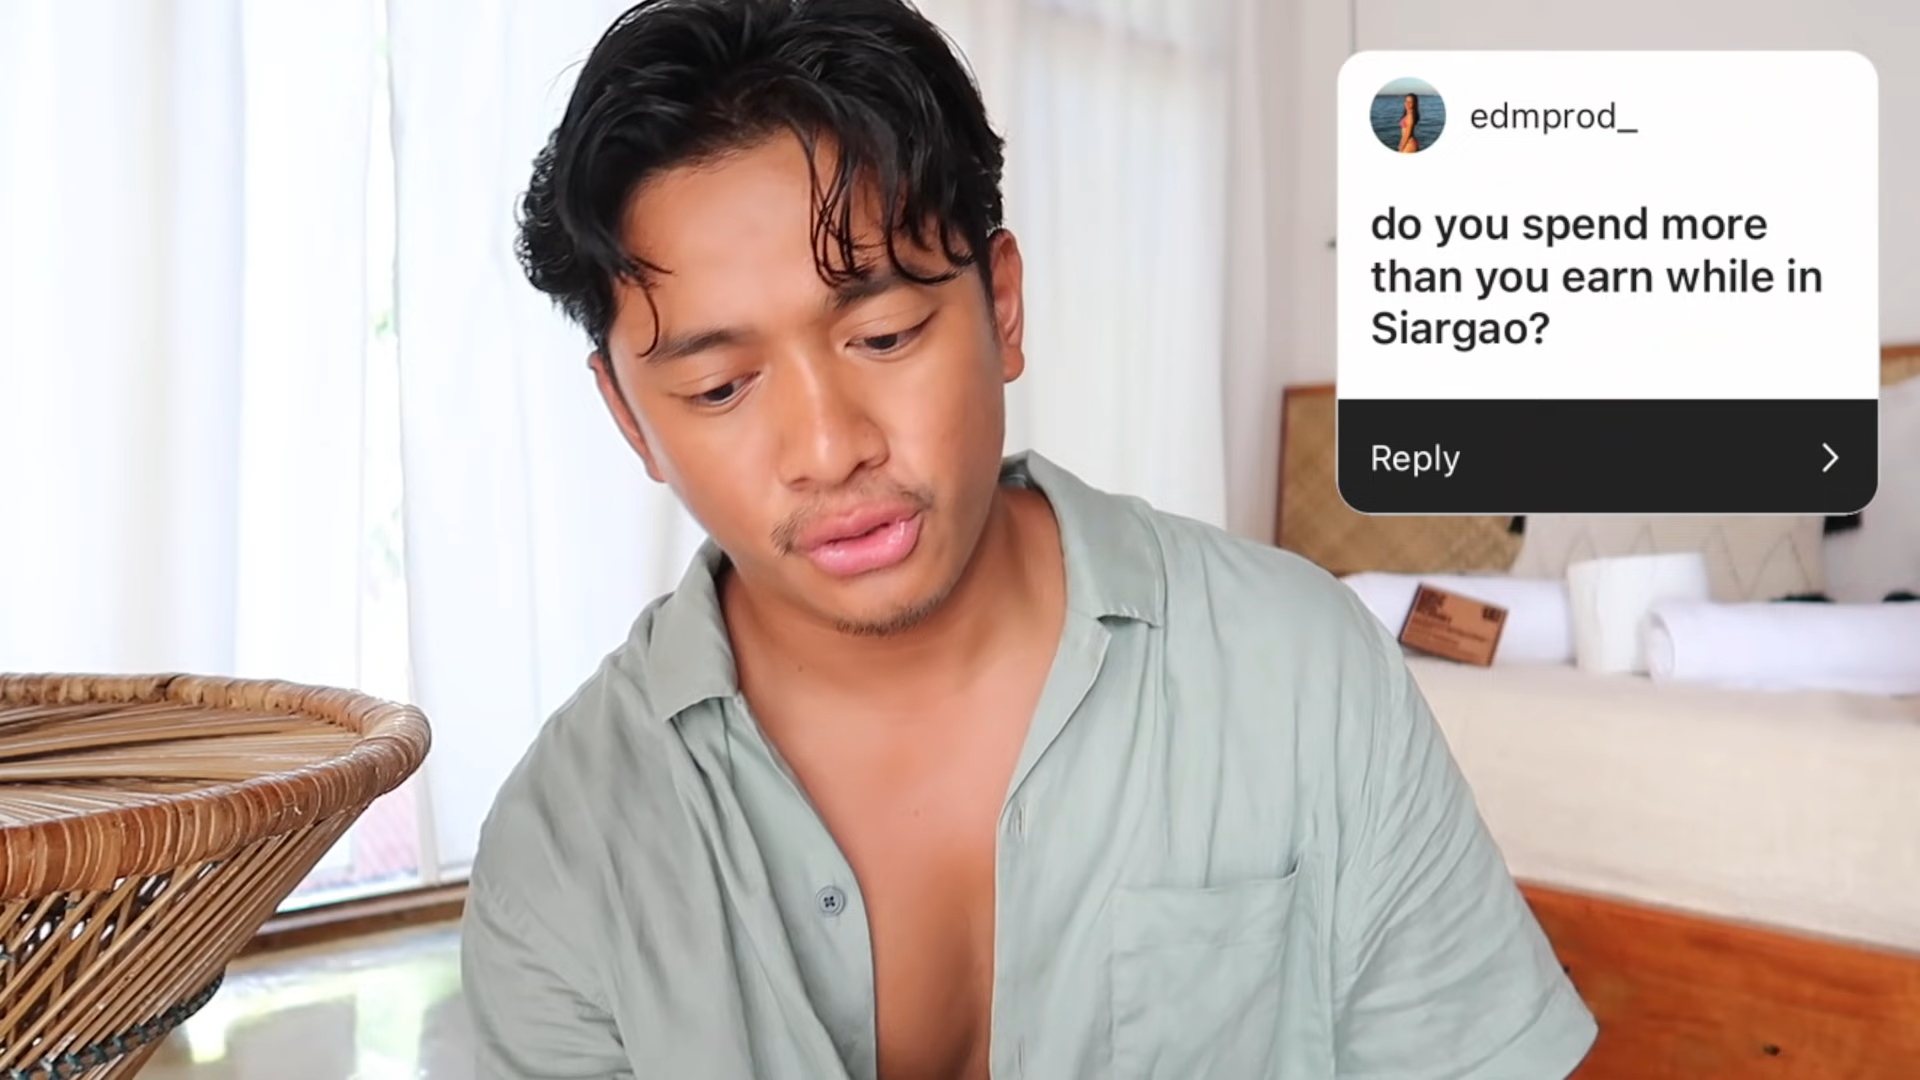 edmprod_
do you spend more
than you earn while in
Siargao?
Reply